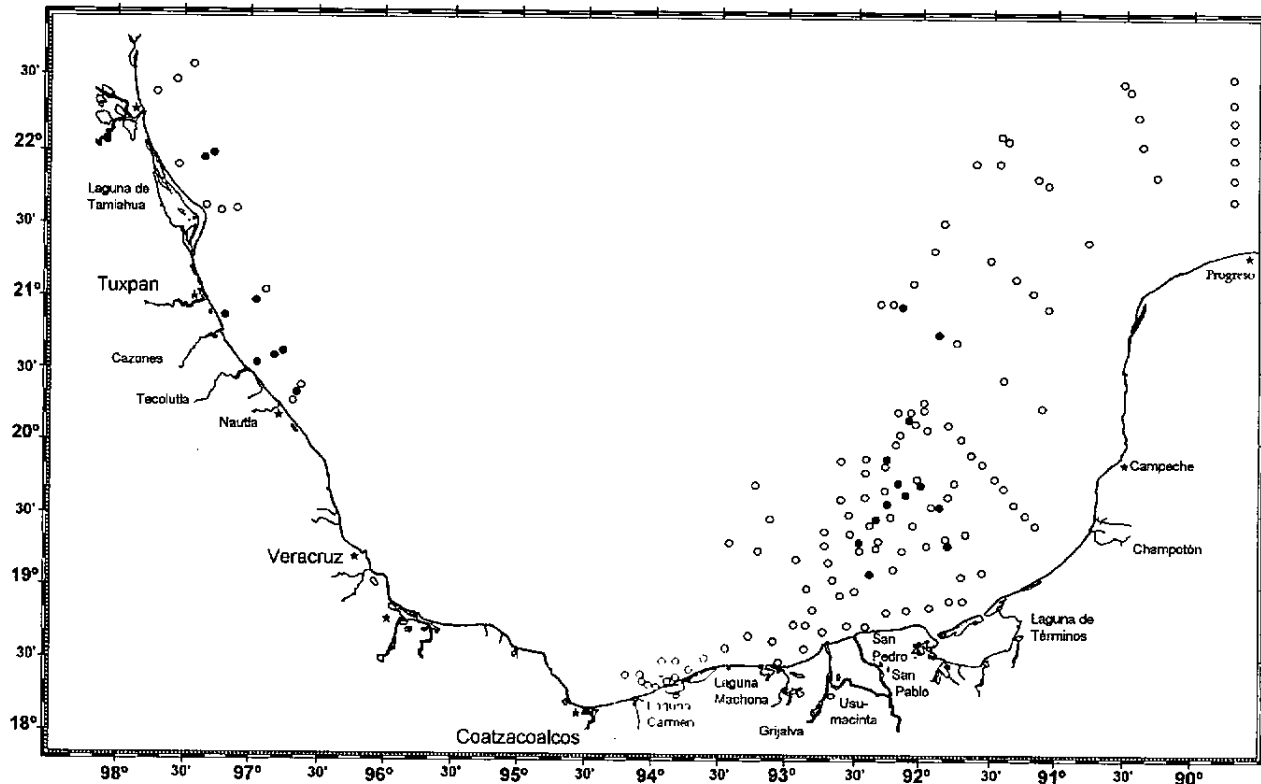 30'
22°
Laguna de
Tamiahua
30'
Tuxpan
21°
Progreso
Cazones
30'
Tecolutla
Nautla
20°
Campeche
30'
Champotón
Veracruz
19°
Laguna de
Términos
San
Pedro
30'
San
Pablo
Laguna
Machona
Laguna
Carmen
Usu-
macinta
Grijalva
18°
Coatzacoalcos
98° 30' 97° 30' 96° 30' 95° 30' 94° 30' 93° 30' 92° 30' 91° 30' 90°